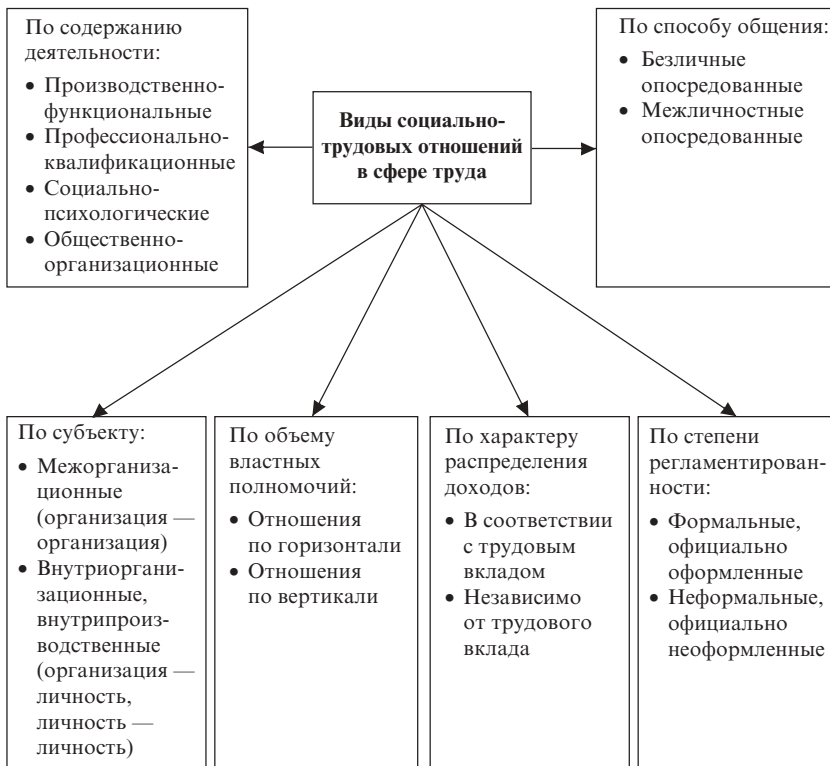 По содержанию
деятельности:
• Производственно-
функциональные
• Профессионально-
квалификационные
• Социально-
психологические
• Общественно-
организационные
Виды социально-
трудовых отношений
в сфере труда
По способу общения:
• Безличные
опосредованные
• Межличностные
опосредованные
По субъекту:
• Межорганиза-
ционные
(организация —
организация)
• Внутриоргани-
зационные,
внутрипроиз-
водственные
(организация —
личность,
личность —
личность)
По объему
властных
полномочий:
• Отношения
по горизонтали
• Отношения
по вертикали
По характеру
распределения
доходов:
• В соответствии
с трудовым
вкладом
• Независимо
от трудового
вклада
По степени
регламентирован-
ности:
• Формальные,
официально
оформленные
• Неформальные,
официально
неоформленные